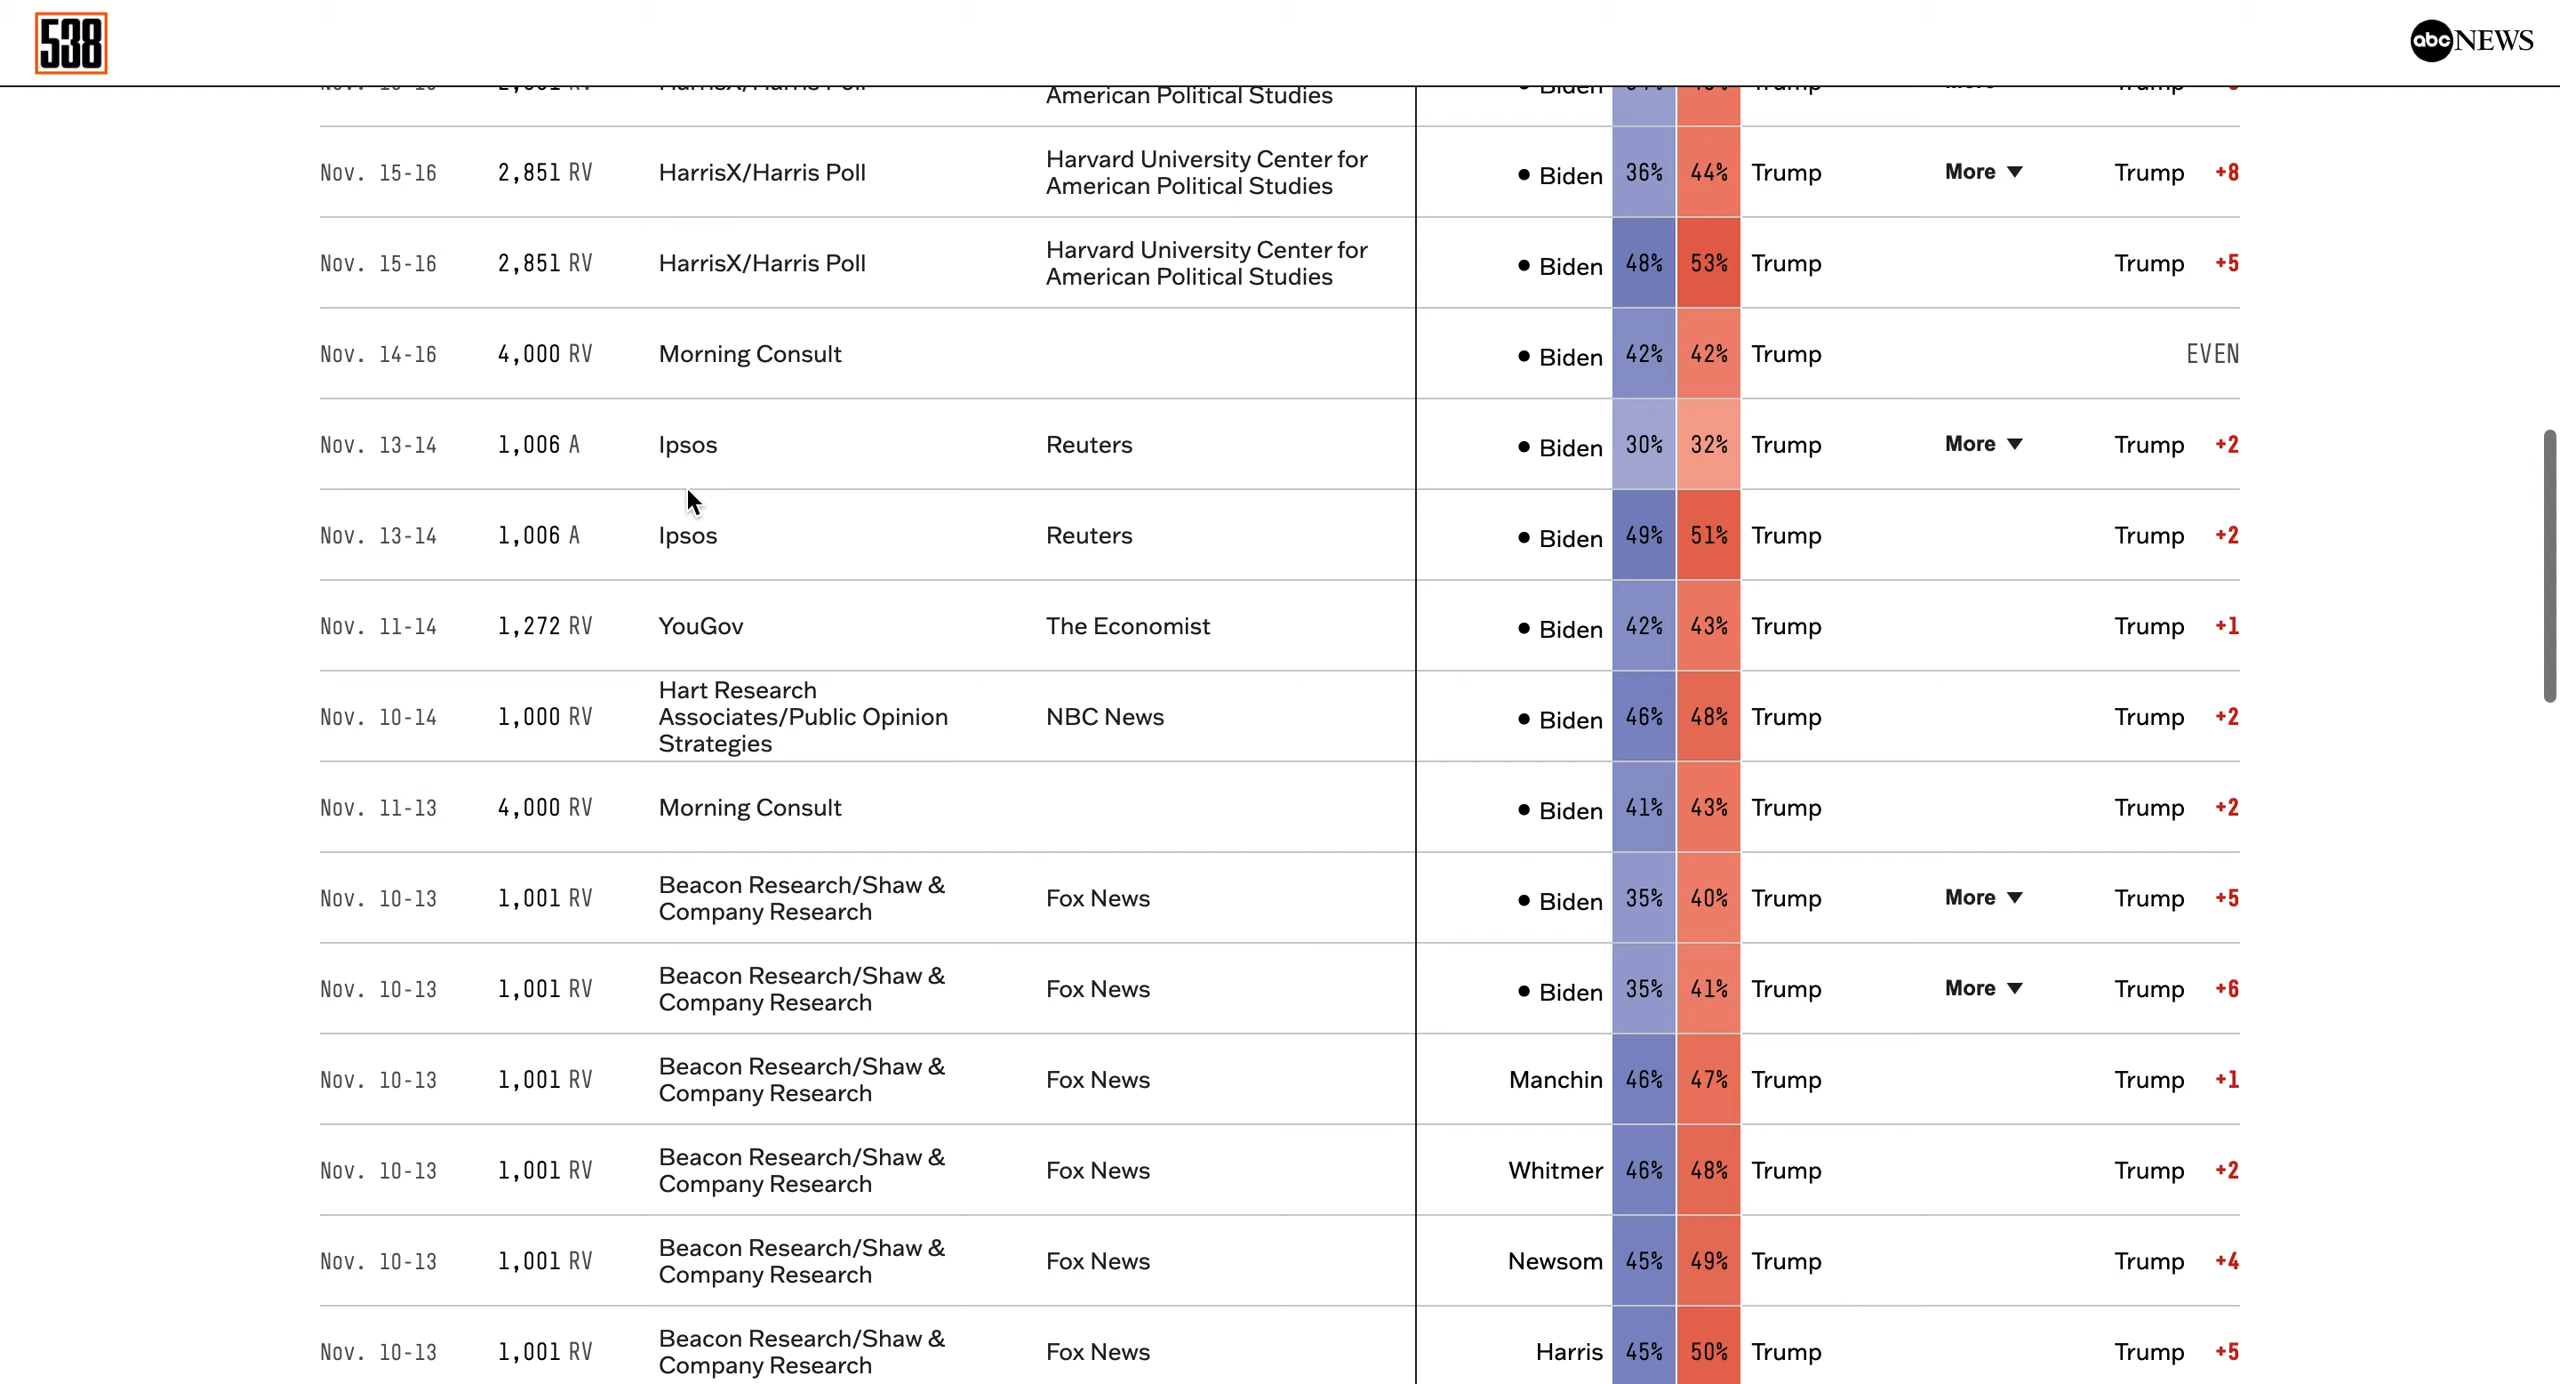 538
abc NEWS
American Political Studies
Nov. 15-16 2,851 RV HarrisX/Harris Poll Harvard University Center for American Political Studies • Biden 36% 44% Trump More ▼ Trump +8
Nov. 15-16 2,851 RV HarrisX/Harris Poll Harvard University Center for American Political Studies • Biden 48% 53% Trump Trump +5
Nov. 14-16 4,000 RV Morning Consult • Biden 42% 42% Trump EVEN
Nov. 13-14 1,006 A Ipsos Reuters • Biden 30% 32% Trump More ▼ Trump +2
Nov. 13-14 1,006 A Ipsos Reuters • Biden 49% 51% Trump Trump +2
Nov. 11-14 1,272 RV YouGov The Economist • Biden 42% 43% Trump Trump +1
Nov. 10-14 1,000 RV Hart Research Associates/Public Opinion Strategies NBC News • Biden 46% 48% Trump Trump +2
Nov. 11-13 4,000 RV Morning Consult • Biden 41% 43% Trump Trump +2
Nov. 10-13 1,001 RV Beacon Research/Shaw & Company Research Fox News • Biden 35% 40% Trump More ▼ Trump +5
Nov. 10-13 1,001 RV Beacon Research/Shaw & Company Research Fox News • Biden 35% 41% Trump More ▼ Trump +6
Nov. 10-13 1,001 RV Beacon Research/Shaw & Company Research Fox News Manchin 46% 47% Trump Trump +1
Nov. 10-13 1,001 RV Beacon Research/Shaw & Company Research Fox News Whitmer 46% 48% Trump Trump +2
Nov. 10-13 1,001 RV Beacon Research/Shaw & Company Research Fox News Newsom 45% 49% Trump Trump +4
Nov. 10-13 1,001 RV Beacon Research/Shaw & Company Research Fox News Harris 45% 50% Trump Trump +5